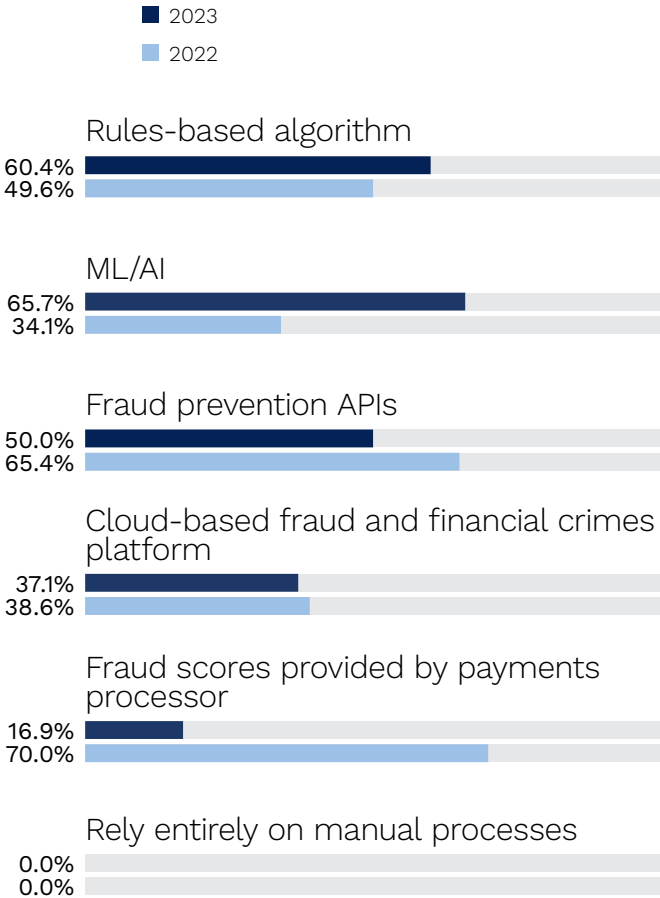 2023
2022
Rules-based algorithm
60.4%
49.6%
ML/AI
65.7%
34.1%
Fraud prevention APIs
50.0%
65.4%
Cloud-based fraud and financial crimes
platform
37.1%
38.6%
Fraud scores provided by payments
processor
16.9%
70.0%
Rely entirely on manual processes
0.0%
0.0%